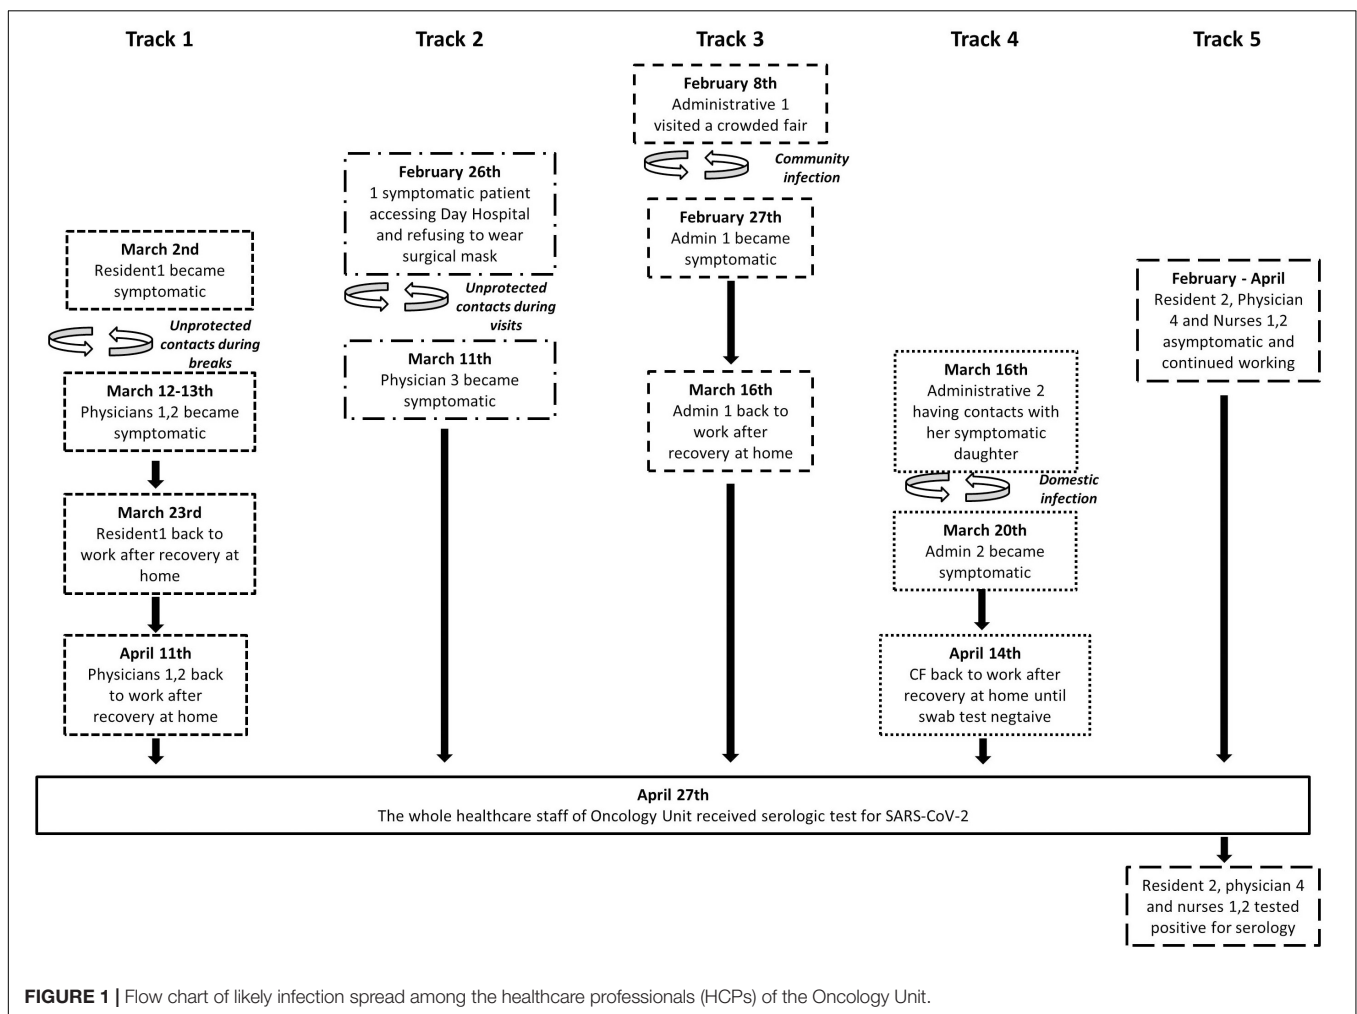 Track 1
Track 2
Track 3
Track 4
Track 5
March 2nd
Resident1 became
symptomatic
Unprotected
contacts during
breaks
March 12-13th
Physicians 1,2 became
symptomatic
March 23rd
Resident1 back to
work after recovery at
home
April 11th
Physicians 1,2 back
to work after
recovery at home
February 26th
1 symptomatic patient
accessing Day Hospital
and refusing to wear
surgical mask
Unprotected
contacts during
visits
March 11th
Physician 3 became
symptomatic
February 8th
Administrative 1
visited a crowded fair
Community
infection
February 27th
Admin 1 became
symptomatic
March 16th
Admin 1 back to
work after
recovery at home
March 16th
Administrative 2
having contacts with
her symptomatic
daughter
Domestic
infection
March 20th
Admin 2 became
symptomatic
April 14th
CF back to work after
recovery at home until
swab test negtaive
February - April
Resident 2, Physician
4 and Nurses 1,2
asymptomatic and
continued working
April 27th
The whole healthcare staff of Oncology Unit received serologic test for SARS-CoV-2
Resident 2, physician 4
and nurses 1,2 tested
positive for serology
FIGURE 1 | Flow chart of likely infection spread among the healthcare professionals (HCPs) of the Oncology Unit.